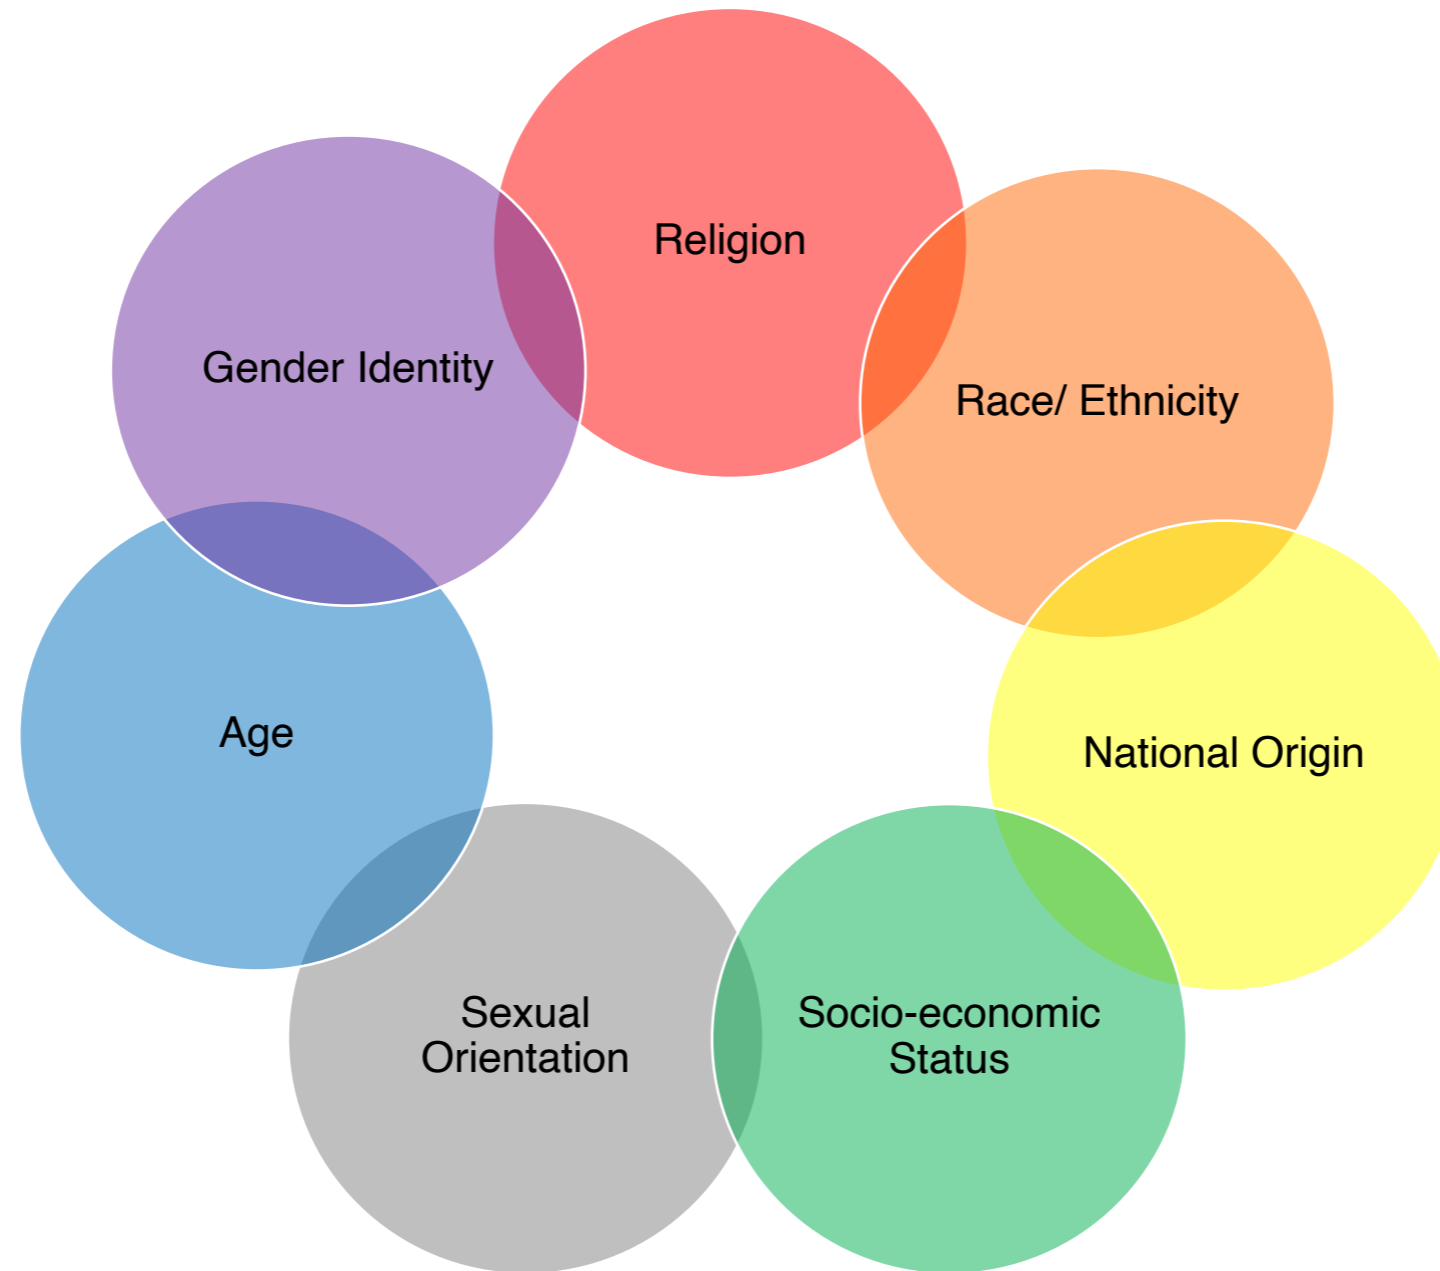 Religion
Gender Identity
Race/ Ethnicity
Age
National Origin
Sexual
Orientation
Socio-economic
Status